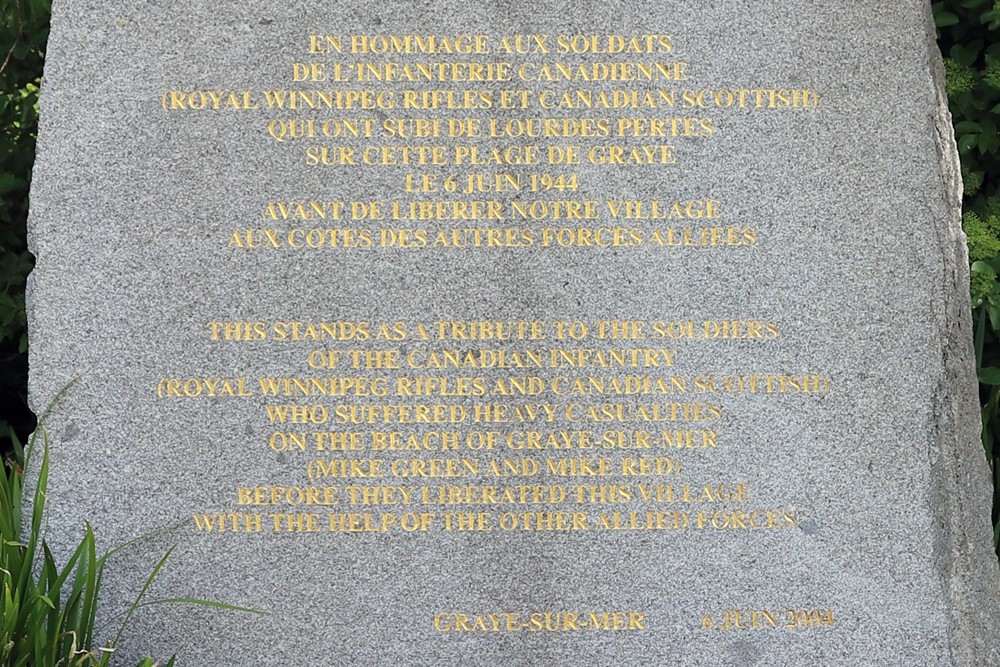 EN HOMMAGE AUX SOLDATS
DE L'INFANTERIE CANADIENNE
(ROYAL WINNIPEG RIFLES ET CANADIAN SCOTTISH)
QUI ONT SUBI DE LOURDES PERTES
SUR CETTE PLAGE DE GRAYE
LE 6 JUIN 1944
AVANT DE LIBERER NOTRE VILLAGE
AUX COTES DES AUTRES FORCES ALLIEES
THIS STANDS AS A TRIBUTE TO THE SOLDIERS
OF THE CANADIAN INFANTRY
(ROYAL WINNIPEG RIFLES AND CANADIAN SCOTTISH)
WHO SUFFERED HEAVY CASUALTIES
ON THE BEACH OF GRAYE-SUR-MER
(MIKE GREEN AND MIKE RED)
BEFORE THEY LIBERATED THIS VILLAGE
WITH THE HELP OF THE OTHER ALLIED FORCES
GRAYE-SUR-MER 6 JUIN 2004